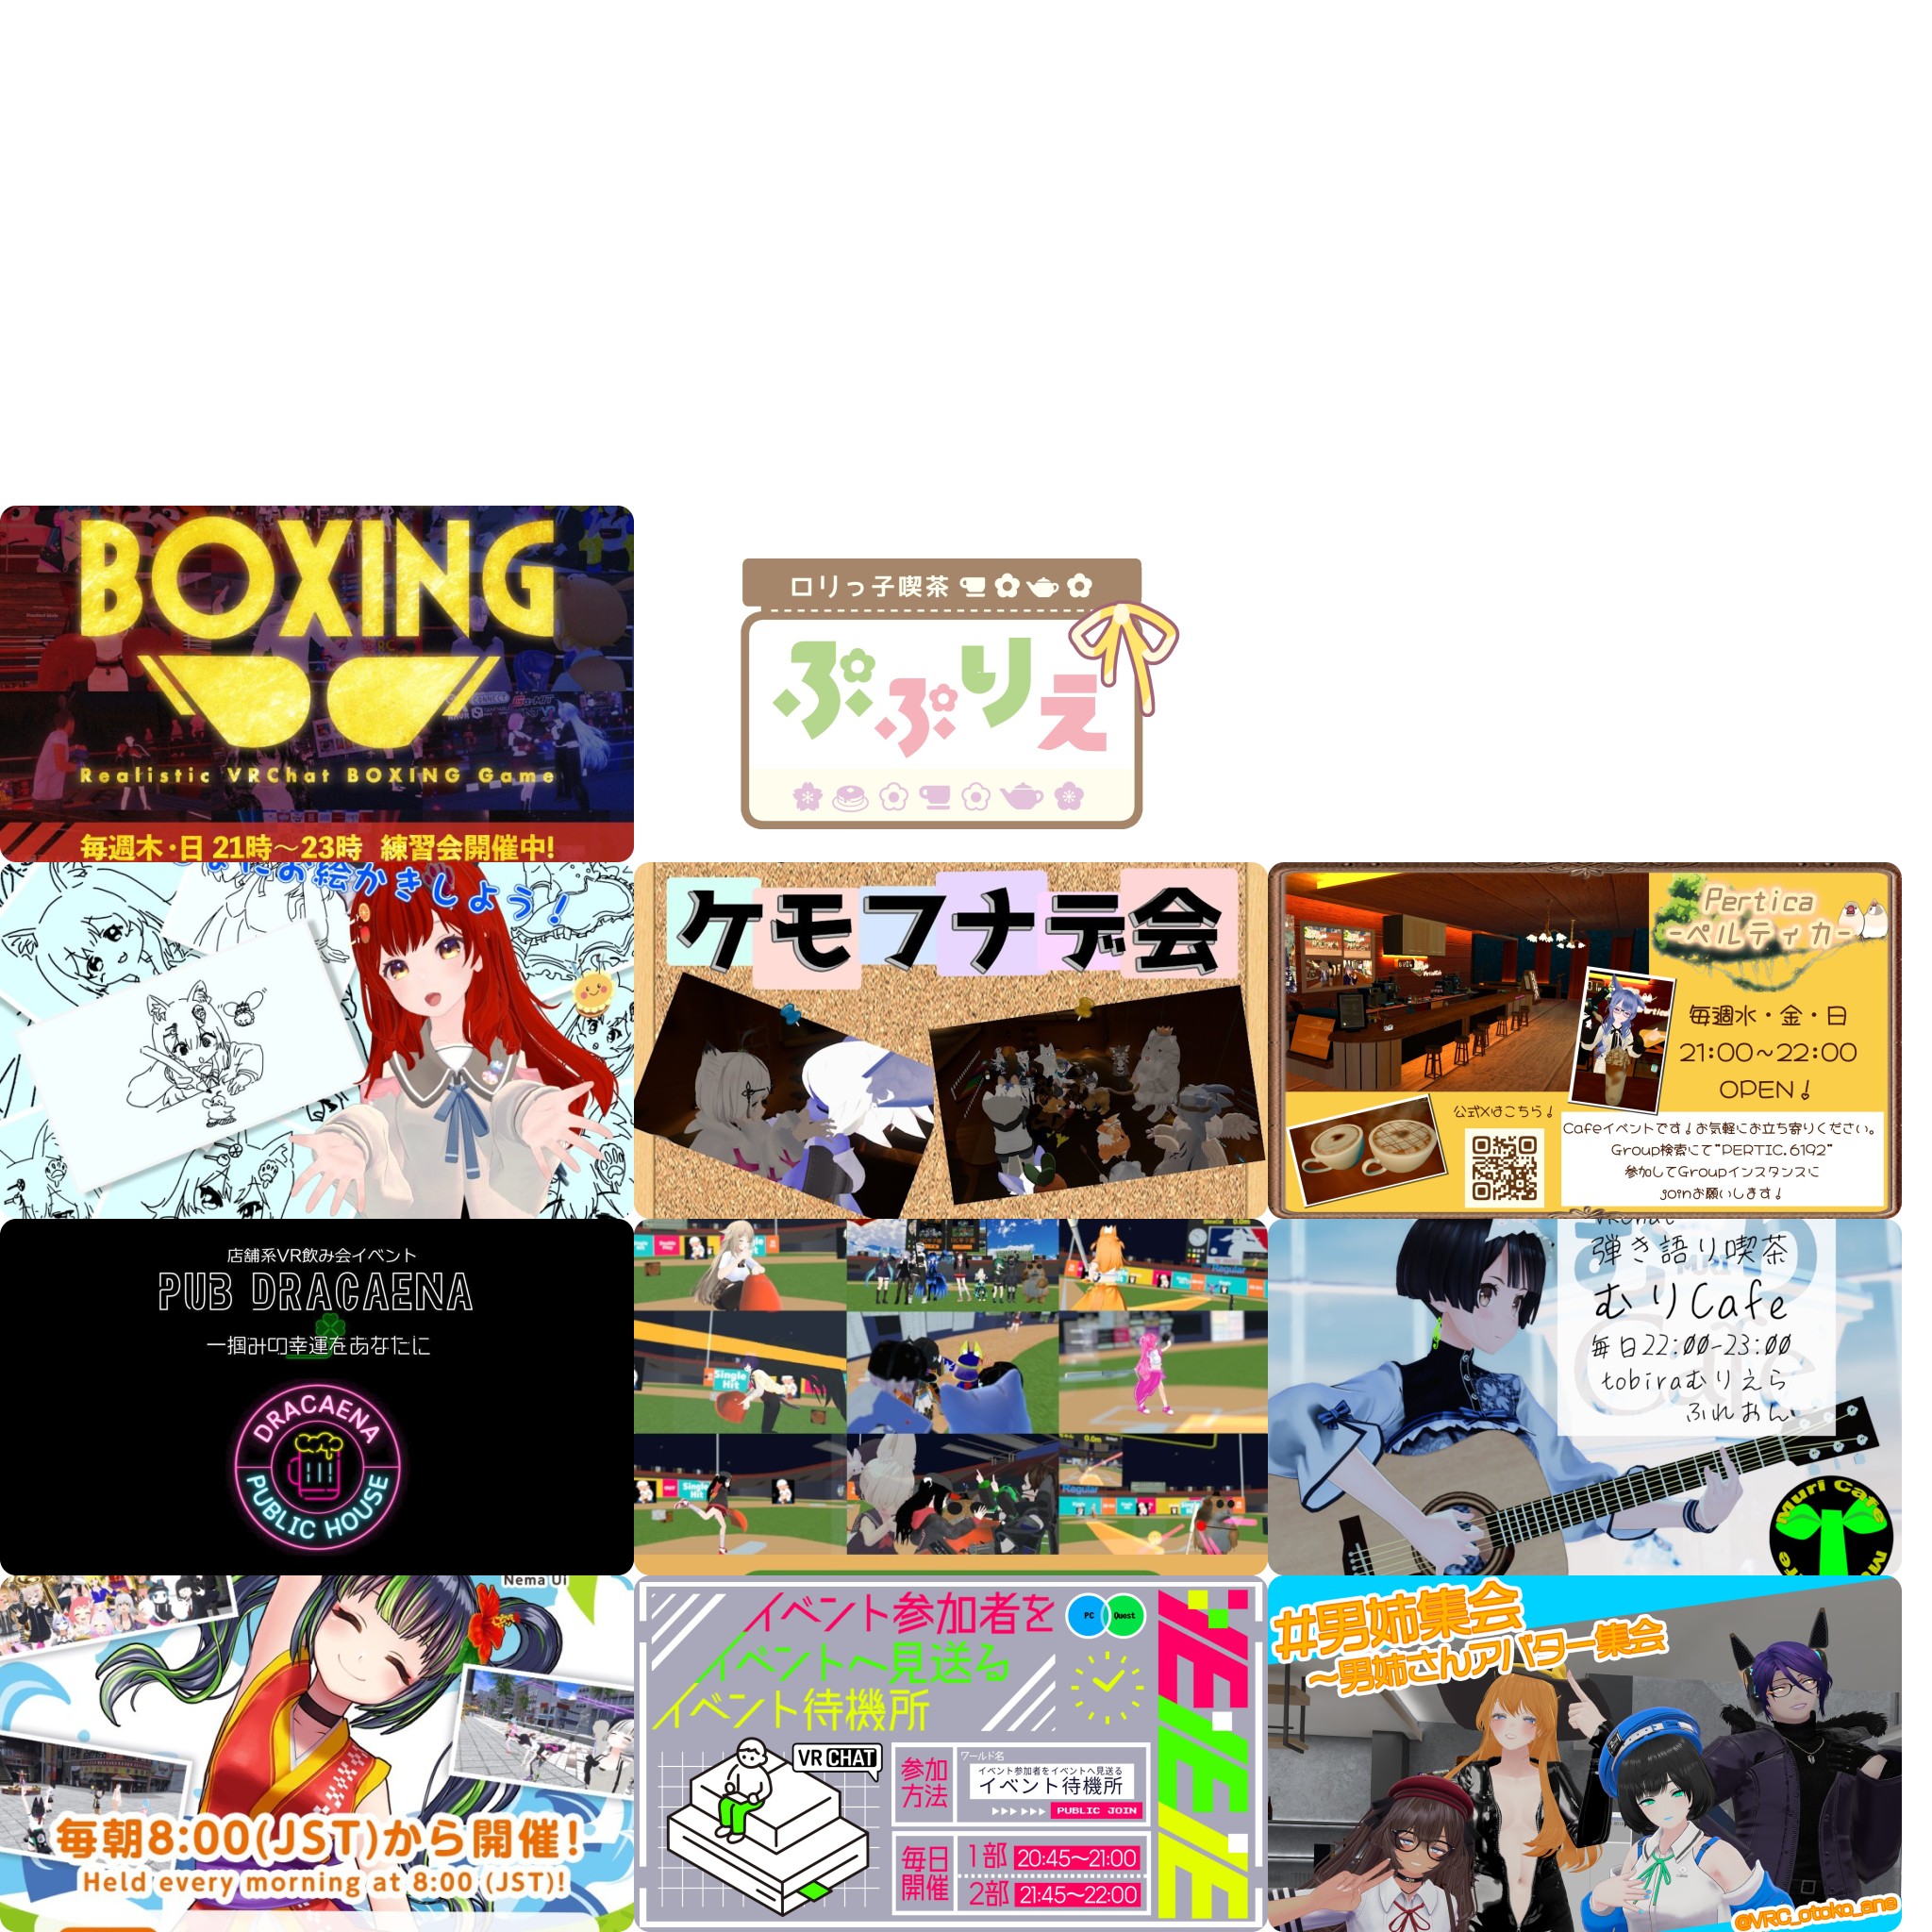 BOXING
Realistic VRChat BOXING Game
毎週木・日 21時～23時 練習会開催中!
ロリっ子喫茶
ぷぷりえ
お絵かきしよう!
ケモフナデ会
Pertica
-ペルティカ-
毎週水・金・日
21:00~22:00
OPEN!
公式Xはこちら!
Cafeイベントです!お気軽にお立ち寄りください。
Group検索にて"PERTIC.6192"
参加してGroupインスタンスに
joinお願いします!
店舗系VR飲み会イベント
PUB DRACAENA
一掴みの幸運をあなたに
DRACAENA
PUBLIC HOUSE
Single
Hit
Single
Hit
Regular
VRChat
弾き語り喫茶
むりCafe
毎日22:00-23:00
tobiraむりえら
ふれおん
Muri Cafe
Nema UI
毎朝8:00(JST)から開催!
Held every morning at 8:00 (JST)!
イベント参加者を
イベントへ見送る
イベント待機所
PC
Quest
VRCHAT
参加
方法
ワールド名
イベント参加者をイベントへ見送る
イベント待機所
PUBLIC JOIN
毎日
開催
1部 20:45～21:00
2部 21:45～22:00
#男姉集会
～男姉さんアバター集会
@VRC_otoko_ane